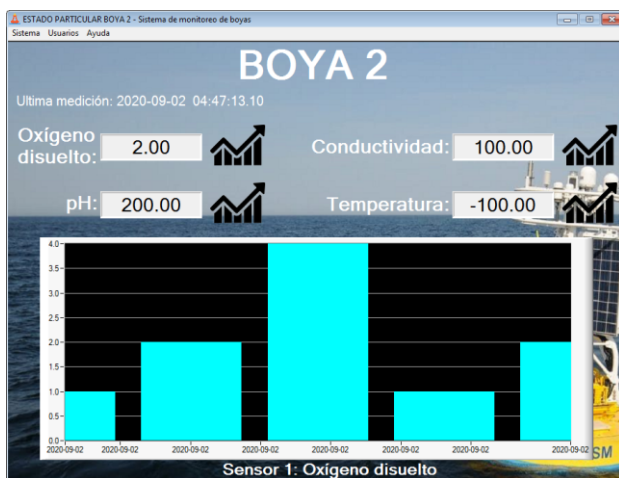 ESTADO PARTICULAR BOYA 2 - Sistema de monitoreo de boyas
Sistema Usuarios Ayuda
BOYA 2
Ultima medición: 2020-09-02 04:47:13.10
Oxígeno
disuelto: 2.00
Conductividad: 100.00
pH: 200.00
Temperatura: -100.00
4.0
3.5
3.0
2.5
2.0
1.5
1.0
0.5
0.0
2020-09-02 2020-09-02 2020-09-02 2020-09-02 2020-09-02 2020-09-02 2020-09-02 2020-09-02
SM
Sensor 1: Oxígeno disuelto